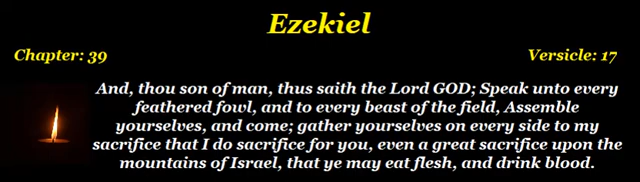 Ezekiel
Chapter: 39
Versicle: 17
And, thou son of man, thus saith the Lord GOD; Speak unto every
feathered fowl, and to every beast of the field, Assemble
yourselves, and come; gather yourselves on every side to my
sacrifice that I do sacrifice for you, even a great sacrifice upon the
mountains of Israel, that ye may eat flesh, and drink blood.